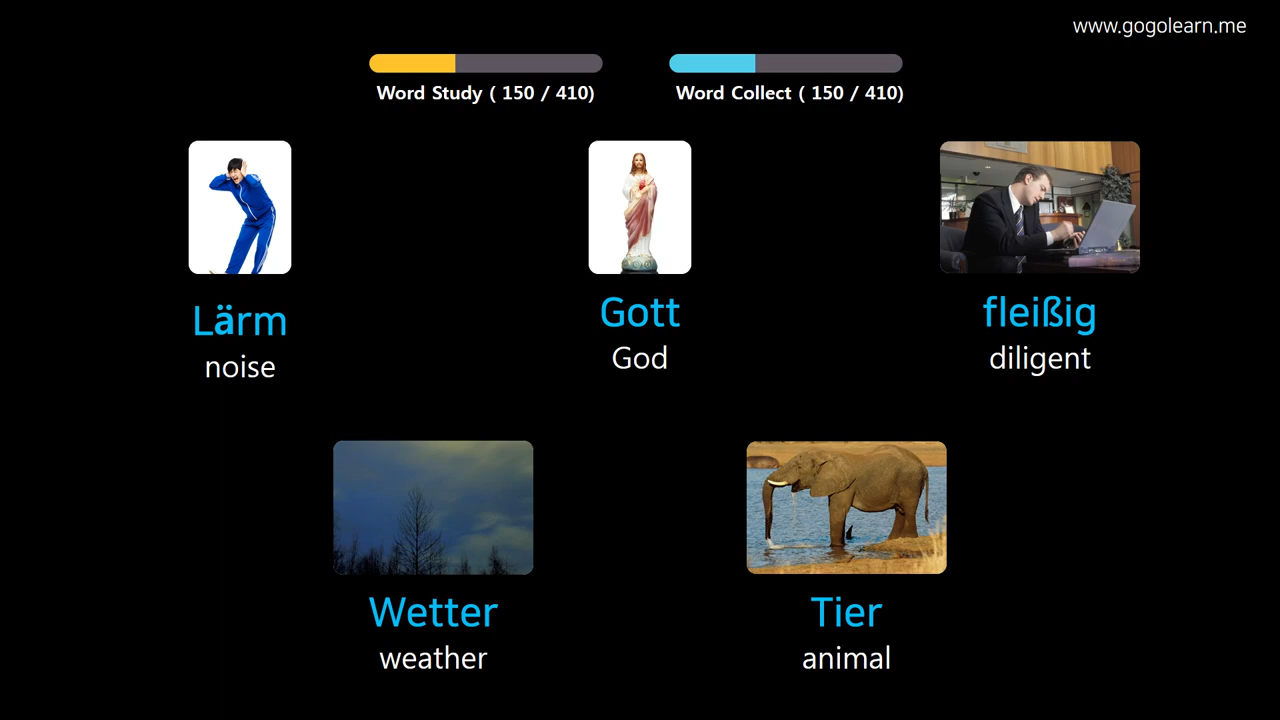 www.gogolearn.me
Word Study ( 150 / 410)
Word Collect ( 150 / 410)
Lärm
noise
Gott
God
fleißig
diligent
Wetter
weather
Tier
animal